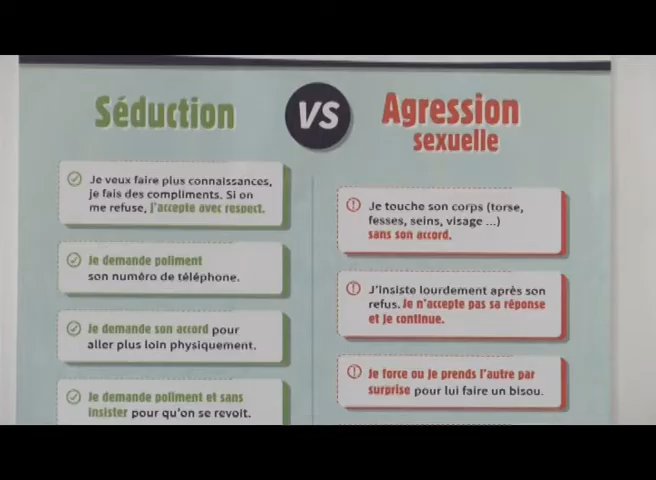 Séduction
VS
Agression
sexuelle
Je veux faire plus connaissances,
je fais des compliments. Si on
me refuse, j'accepte avec respect.
Je demande poliment
son numéro de téléphone.
Je demande son accord pour
aller plus loin physiquement.
Je demande poliment et sans
insister pour qu'on se revoit.
Je touche son corps (torse,
fesses, seins, visage ...)
sans son accord.
J'insiste lourdement après son
refus. Je n'accepte pas sa réponse
et je continue.
Je force ou je prends l'autre par
surprise pour lui faire un bisou.